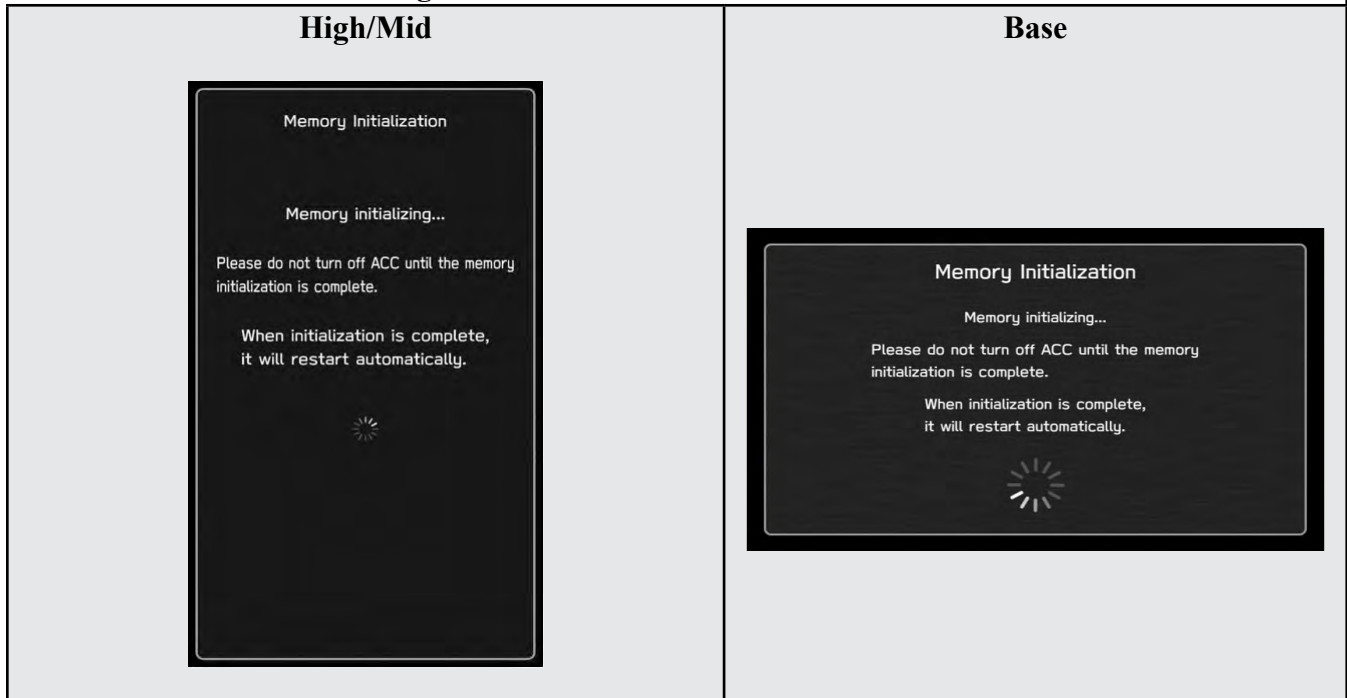 High/Mid
Memory Initialization
Memory initializing...
Please do not turn off ACC until the memory
initialization is complete.
When initialization is complete,
it will restart automatically.
Base
Memory Initialization
Memory initializing...
Please do not turn off ACC until the memory
initialization is complete.
When initialization is complete,
it will restart automatically.